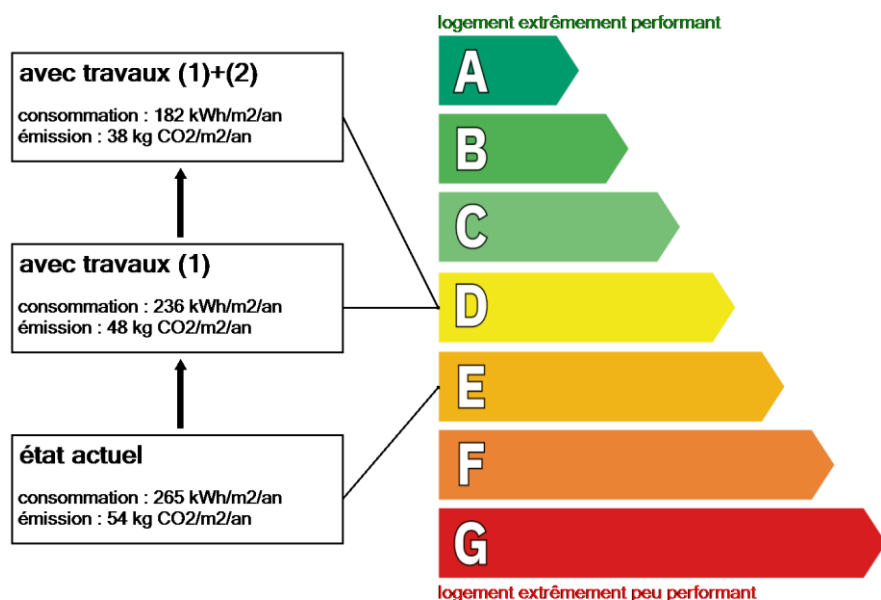 logement extrêmement performant
avec travaux (1)+(2)
consommation : 182 kWh/m2/an
émission : 38 kg CO2/m2/an
avec travaux (1)
consommation : 236 kWh/m2/an
émission : 48 kg CO2/m2/an
état actuel
consommation : 265 kWh/m2/an
émission : 54 kg CO2/m2/an
A
B
C
D
E
F
G
logement extrêmement peu performant